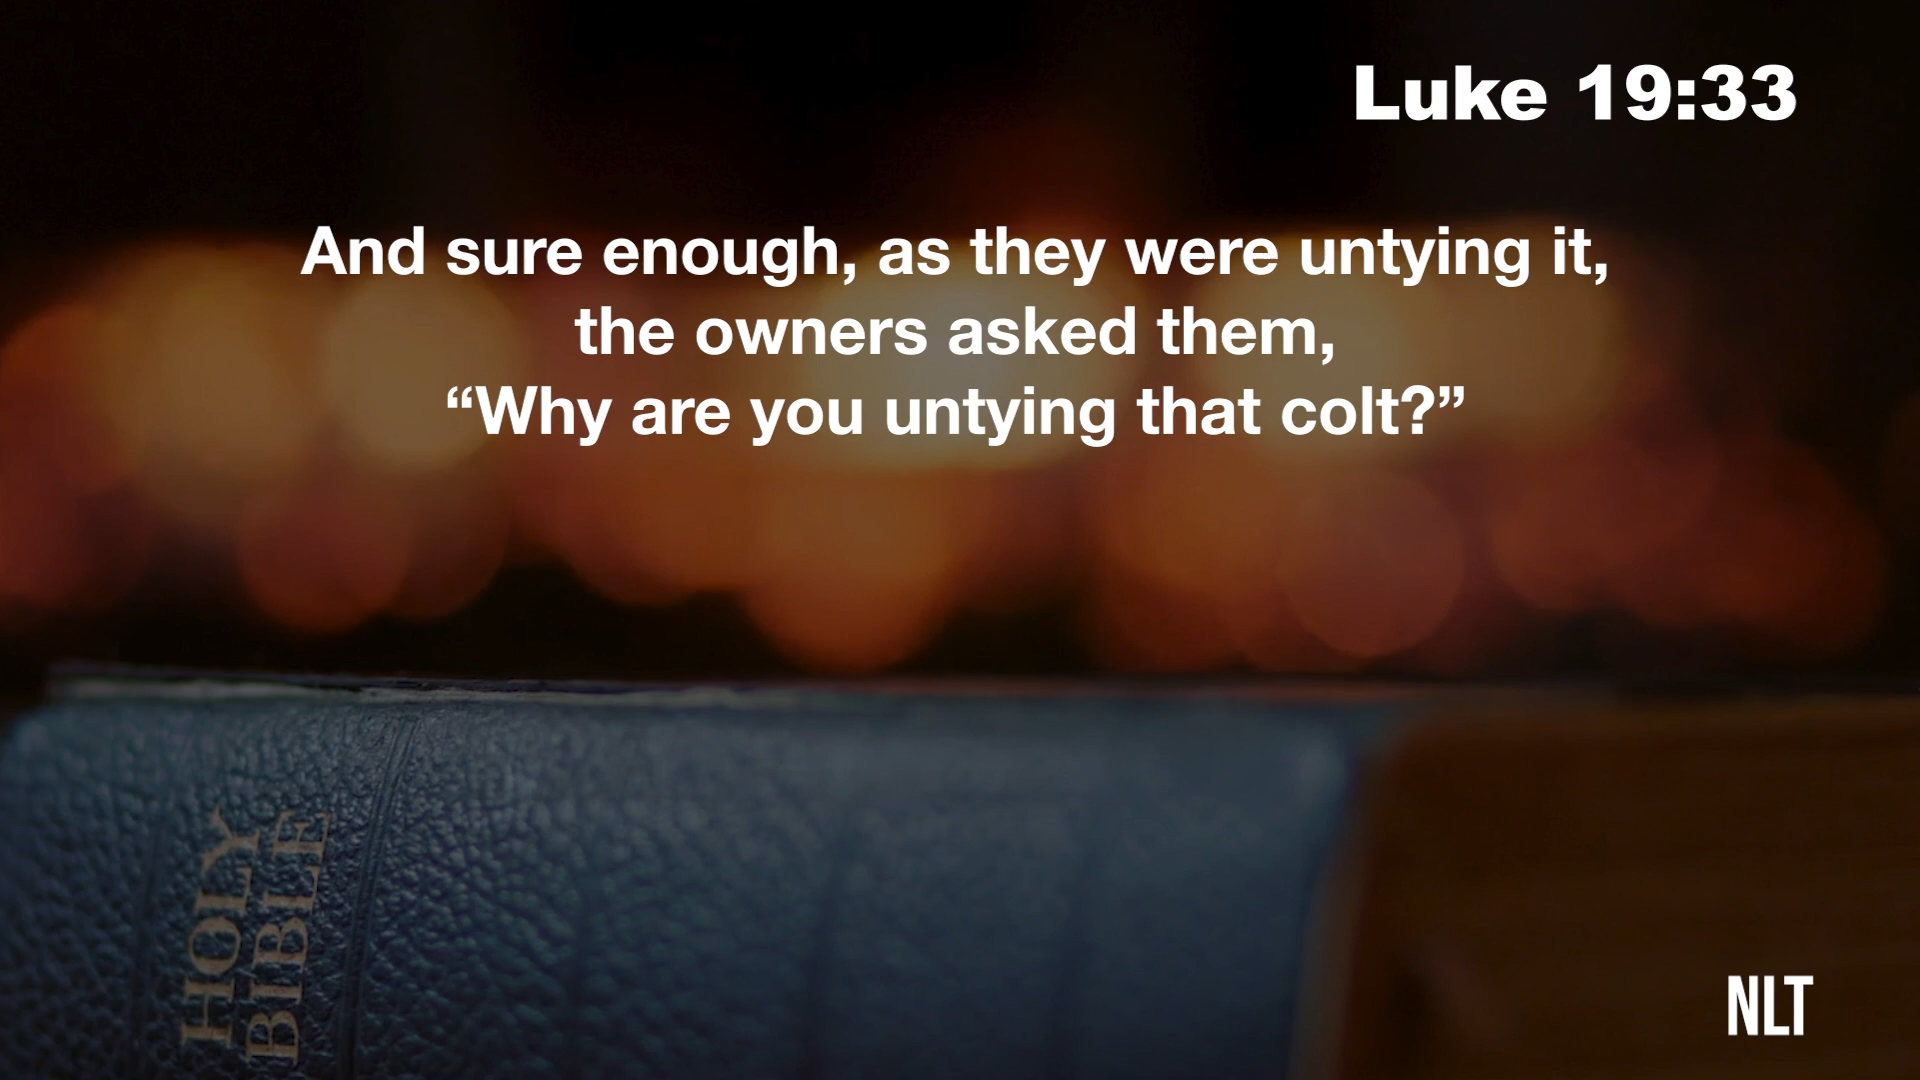 Luke 19:33
And sure enough, as they were untying it,
the owners asked them,
“Why are you untying that colt?”
HOLY
BIBLE
NLT